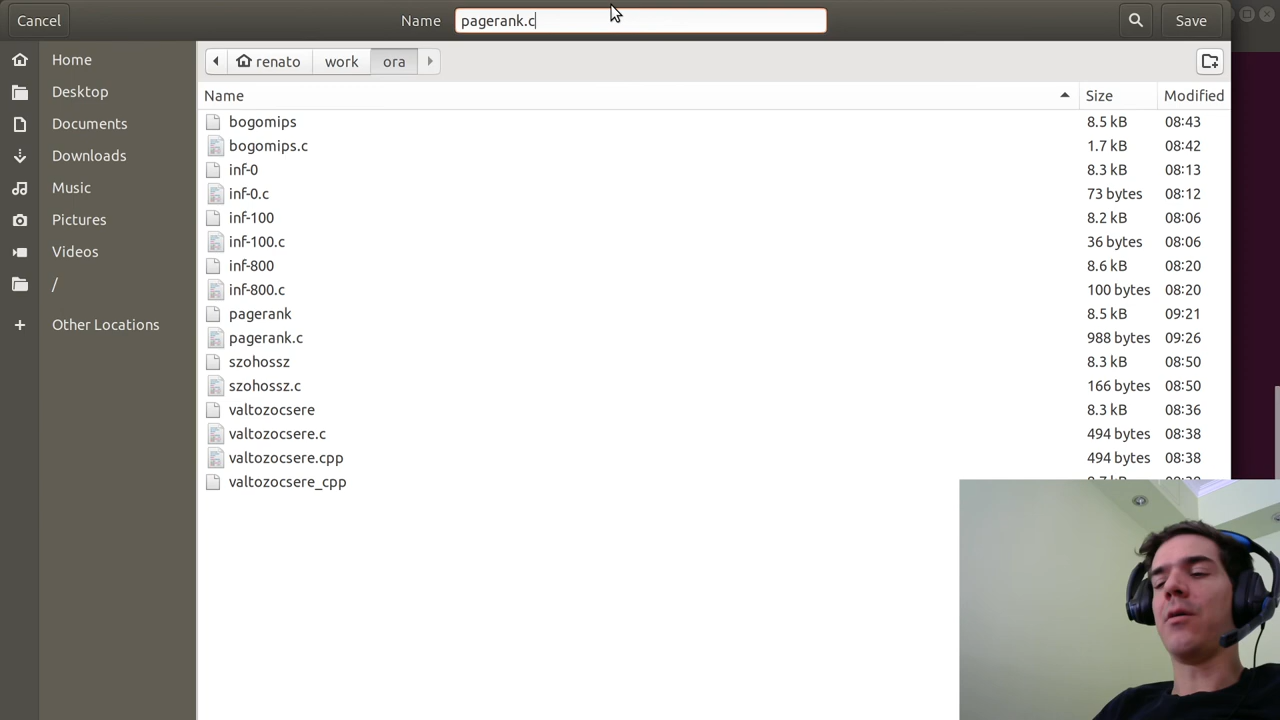 Cancel
Name pagerank.c
Save
Home
Desktop
Documents
Downloads
Music
Pictures
Videos
/
Other Locations
renato work ora
Name Size Modified
bogomips 8.5 kB 08:43
bogomips.c 1.7 kB 08:42
inf-0 8.3 kB 08:13
inf-0.c 73 bytes 08:12
inf-100 8.2 kB 08:06
inf-100.c 36 bytes 08:06
inf-800 8.6 kB 08:20
inf-800.c 100 bytes 08:20
pagerank 8.5 kB 09:21
pagerank.c 988 bytes 09:26
szohossz 8.3 kB 08:50
szohossz.c 166 bytes 08:50
valtozocsere 8.3 kB 08:36
valtozocsere.c 494 bytes 08:38
valtozocsere.cpp 494 bytes 08:38
valtozocsere_cpp